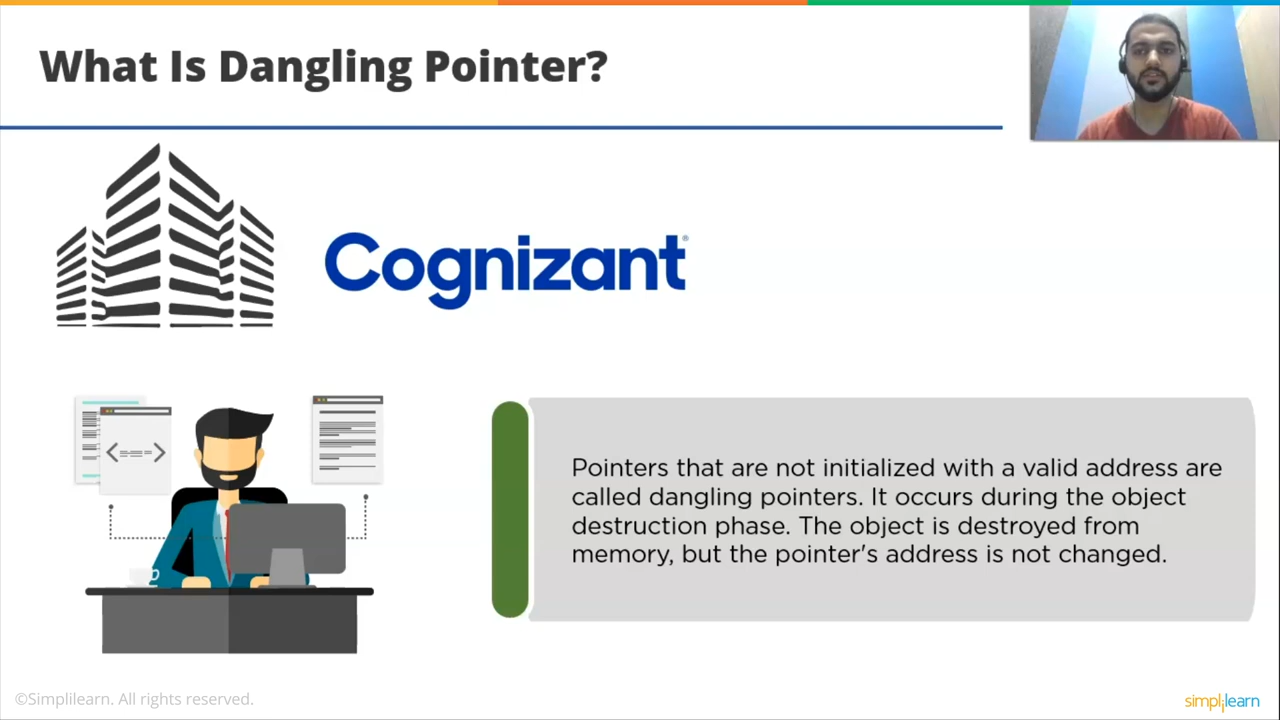 What Is Dangling Pointer?
Cognizant®
Pointers that are not initialized with a valid address are
called dangling pointers. It occurs during the object
destruction phase. The object is destroyed from
memory, but the pointer's address is not changed.
©Simplilearn. All rights reserved.
simplilearn